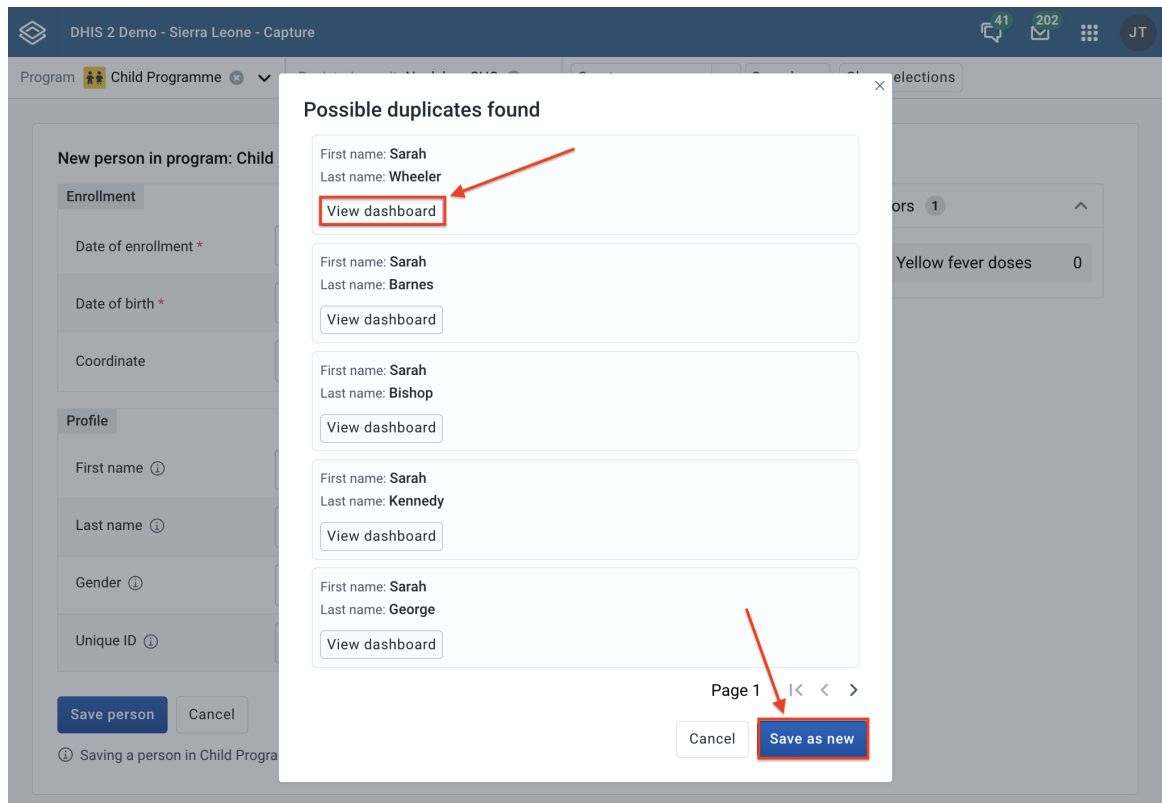 DHIS 2 Demo - Sierra Leone - Capture
41
202
JT
Program Child Programme
elections
Possible duplicates found
First name: Sarah
Last name: Wheeler
View dashboard
First name: Sarah
Last name: Barnes
View dashboard
First name: Sarah
Last name: Bishop
View dashboard
First name: Sarah
Last name: Kennedy
View dashboard
First name: Sarah
Last name: George
View dashboard
Page 1
Cancel
Save as new
New person in program: Child
Enrollment
Date of enrollment *
Date of birth *
Coordinate
Profile
First name
Last name
Gender
Unique ID
Save person
Cancel
Saving a person in Child Progra
ors 1
Yellow fever doses 0